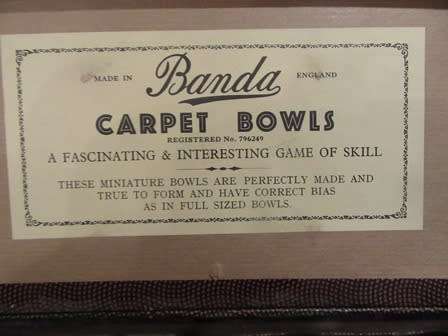 MADE IN Banda ENGLAND
CARPET BOWLS
REGISTERED No. 796249
A FASCINATING & INTERESTING GAME OF SKILL
THESE MINIATURE BOWLS ARE PERFECTLY MADE AND
TRUE TO FORM AND HAVE CORRECT BIAS
AS IN FULL SIZED BOWLS.